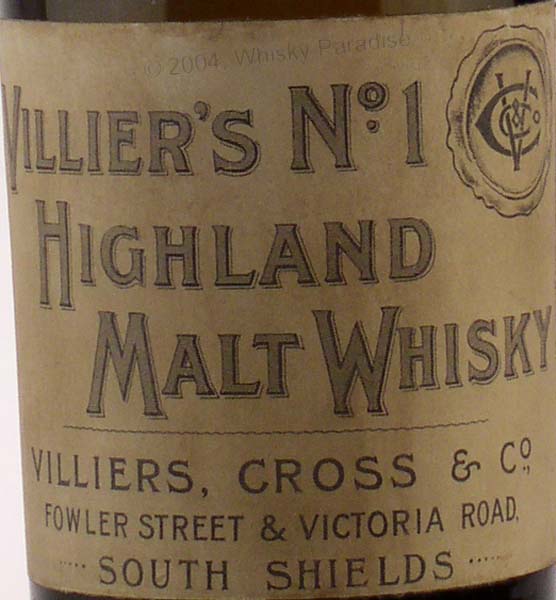 © 2004, Whisky Paradise
VILLIER'S Nº 1
HIGHLAND
MALT WHISKY
VILLIERS, CROSS & Cº,
FOWLER STREET & VICTORIA ROAD,
..... SOUTH SHIELDS .....